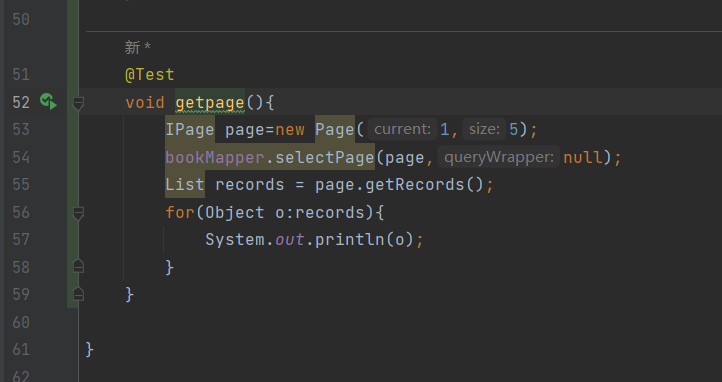 50
新 *
51 @Test
52 void getpage(){
53 IPage page=new Page( current: 1, size: 5);
54 bookMapper.selectPage(page, queryWrapper: null);
55 List records = page.getRecords();
56 for(Object o:records){
57 System.out.println(o);
58 }
59 }
60
61 }
62